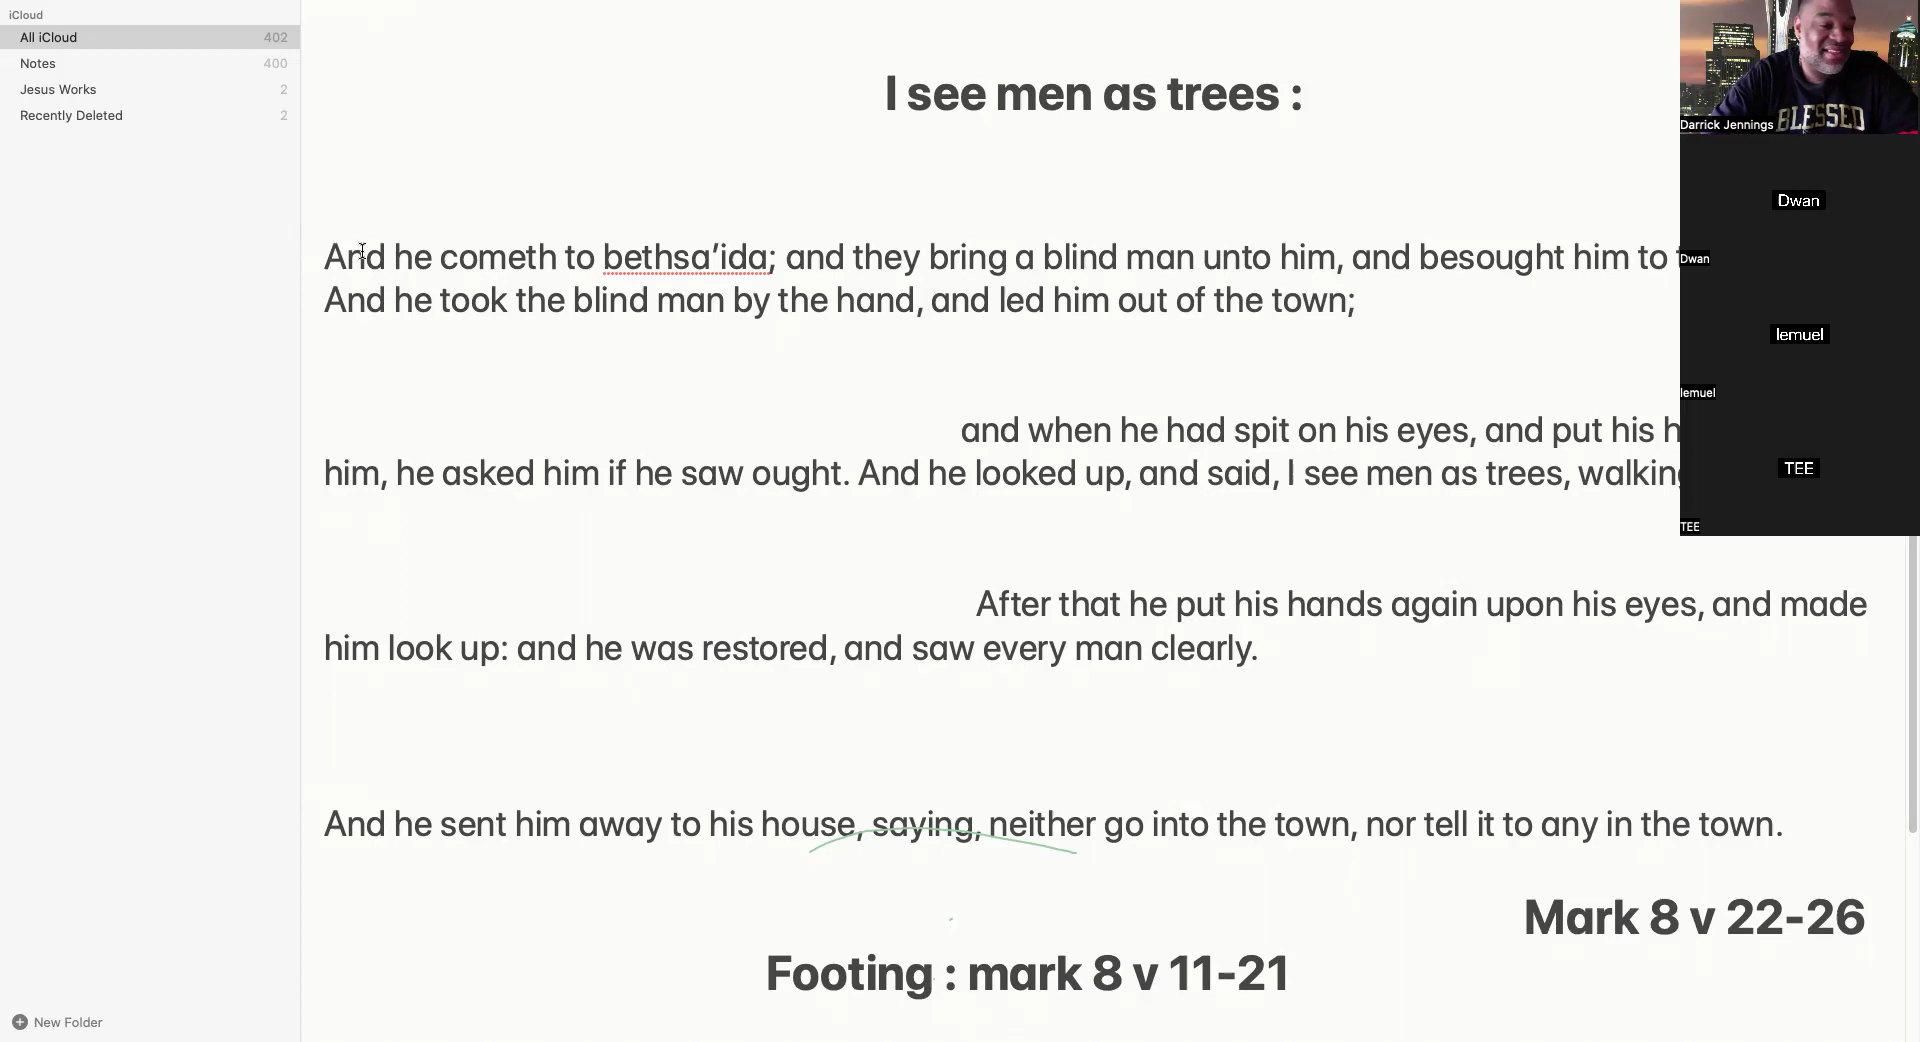 iCloud
All iCloud 402
Notes 400
Jesus Works 2
Recently Deleted 2
New Folder
I see men as trees :
And he cometh to bethsa’ida; and they bring a blind man unto him, and besought him to
And he took the blind man by the hand, and led him out of the town;
and when he had spit on his eyes, and put his
him, he asked him if he saw ought. And he looked up, and said, I see men as trees, walking
After that he put his hands again upon his eyes, and made
him look up: and he was restored, and saw every man clearly.
And he sent him away to his house, saying, neither go into the town, nor tell it to any in the town.
Mark 8 v 22-26
Footing : mark 8 v 11-21
BLESSED
Darrick Jennings
Dwan
Dwan
lemuel
lemuel
TEE
TEE